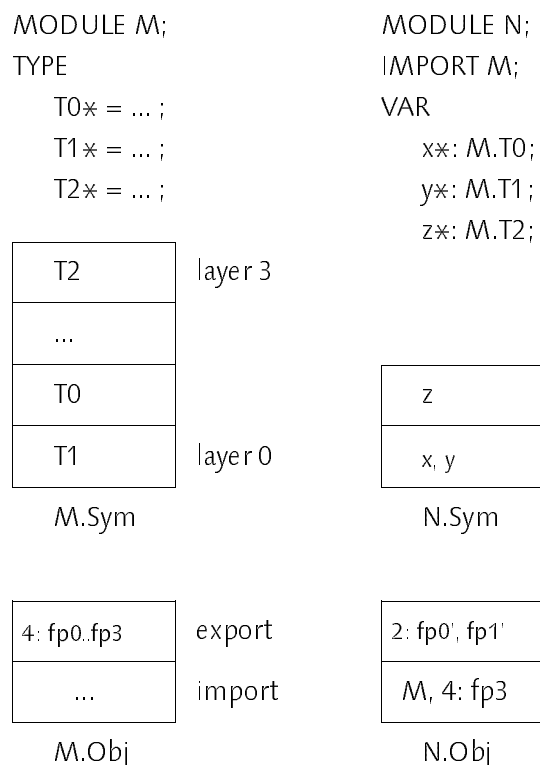 MODULE M;
TYPE
T0* = ... ;
T1* = ... ;
T2* = ... ;
MODULE N;
IMPORT M;
VAR
x*: M.T0;
y*: M.T1;
z*: M.T2;
T2
layer 3
...
T0
T1
layer 0
M.Sym
z
x, y
N.Sym
4: fp0..fp3
export
...
import
M.Obj
2: fp0', fp1'
M, 4: fp3
N.Obj